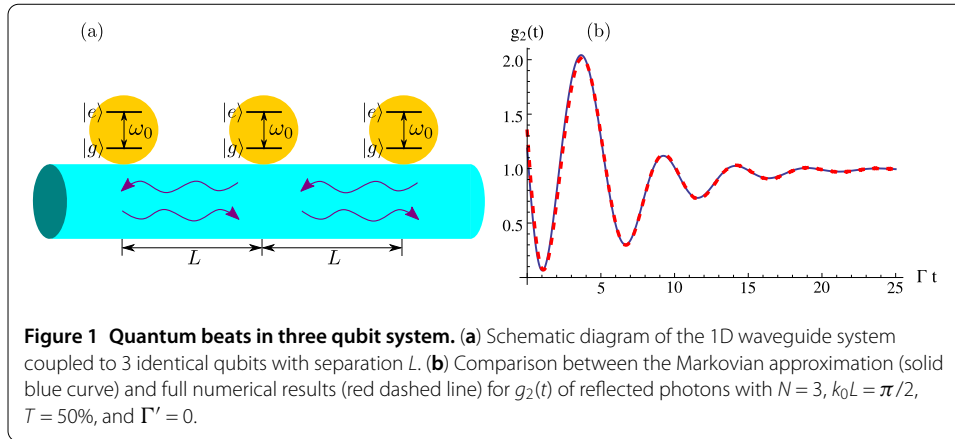 (a)
|e⟩ |e⟩ |e⟩
ω₀ ω₀ ω₀
|g⟩ |g⟩ |g⟩
L L
(b)
g₂(t)
2.0
1.5
1.0
0.5
5 10 15 20 25
Γ t
Figure 1 Quantum beats in three qubit system. (a) Schematic diagram of the 1D waveguide system
coupled to 3 identical qubits with separation L. (b) Comparison between the Markovian approximation (solid
blue curve) and full numerical results (red dashed line) for g₂(t) of reflected photons with N = 3, k₀L = π/2,
T = 50%, and Γ′ = 0.